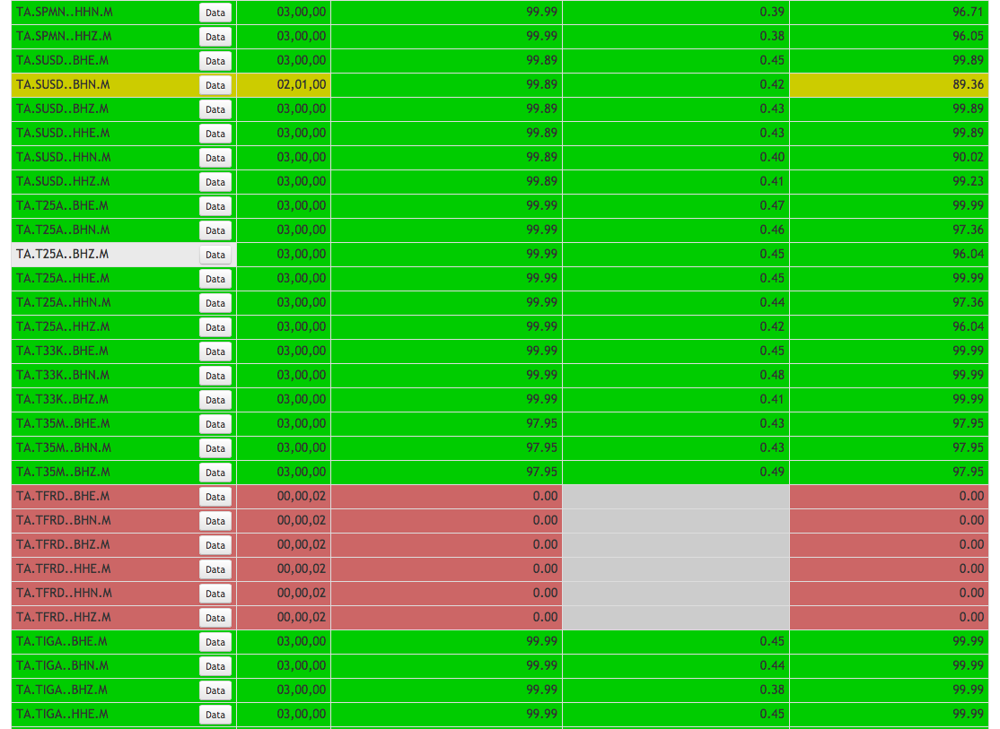 TA.SPMN..HHN.M Data 03,00,00 99.99 0.39 96.71
TA.SPMN..HHZ.M Data 03,00,00 99.99 0.38 96.05
TA.SUSD..BHE.M Data 03,00,00 99.89 0.45 99.89
TA.SUSD..BHN.M Data 02,01,00 99.89 0.42 89.36
TA.SUSD..BHZ.M Data 03,00,00 99.89 0.43 99.89
TA.SUSD..HHE.M Data 03,00,00 99.89 0.43 99.89
TA.SUSD..HHN.M Data 03,00,00 99.89 0.40 90.02
TA.SUSD..HHZ.M Data 03,00,00 99.89 0.41 99.23
TA.T25A..BHE.M Data 03,00,00 99.99 0.47 99.99
TA.T25A..BHN.M Data 03,00,00 99.99 0.46 97.36
TA.T25A..BHZ.M Data 03,00,00 99.99 0.45 96.04
TA.T25A..HHE.M Data 03,00,00 99.99 0.45 99.99
TA.T25A..HHN.M Data 03,00,00 99.99 0.44 97.36
TA.T25A..HHZ.M Data 03,00,00 99.99 0.42 96.04
TA.T33K..BHE.M Data 03,00,00 99.99 0.45 99.99
TA.T33K..BHN.M Data 03,00,00 99.99 0.48 99.99
TA.T33K..BHZ.M Data 03,00,00 99.99 0.41 99.99
TA.T35M..BHE.M Data 03,00,00 97.95 0.43 97.95
TA.T35M..BHN.M Data 03,00,00 97.95 0.43 97.95
TA.T35M..BHZ.M Data 03,00,00 97.95 0.49 97.95
TA.TFRD..BHE.M Data 00,00,02 0.00 0.00
TA.TFRD..BHN.M Data 00,00,02 0.00 0.00
TA.TFRD..BHZ.M Data 00,00,02 0.00 0.00
TA.TFRD..HHE.M Data 00,00,02 0.00 0.00
TA.TFRD..HHN.M Data 00,00,02 0.00 0.00
TA.TFRD..HHZ.M Data 00,00,02 0.00 0.00
TA.TIGA..BHE.M Data 03,00,00 99.99 0.45 99.99
TA.TIGA..BHN.M Data 03,00,00 99.99 0.44 99.99
TA.TIGA..BHZ.M Data 03,00,00 99.99 0.38 99.99
TA.TIGA..HHE.M Data 03,00,00 99.99 0.45 99.99